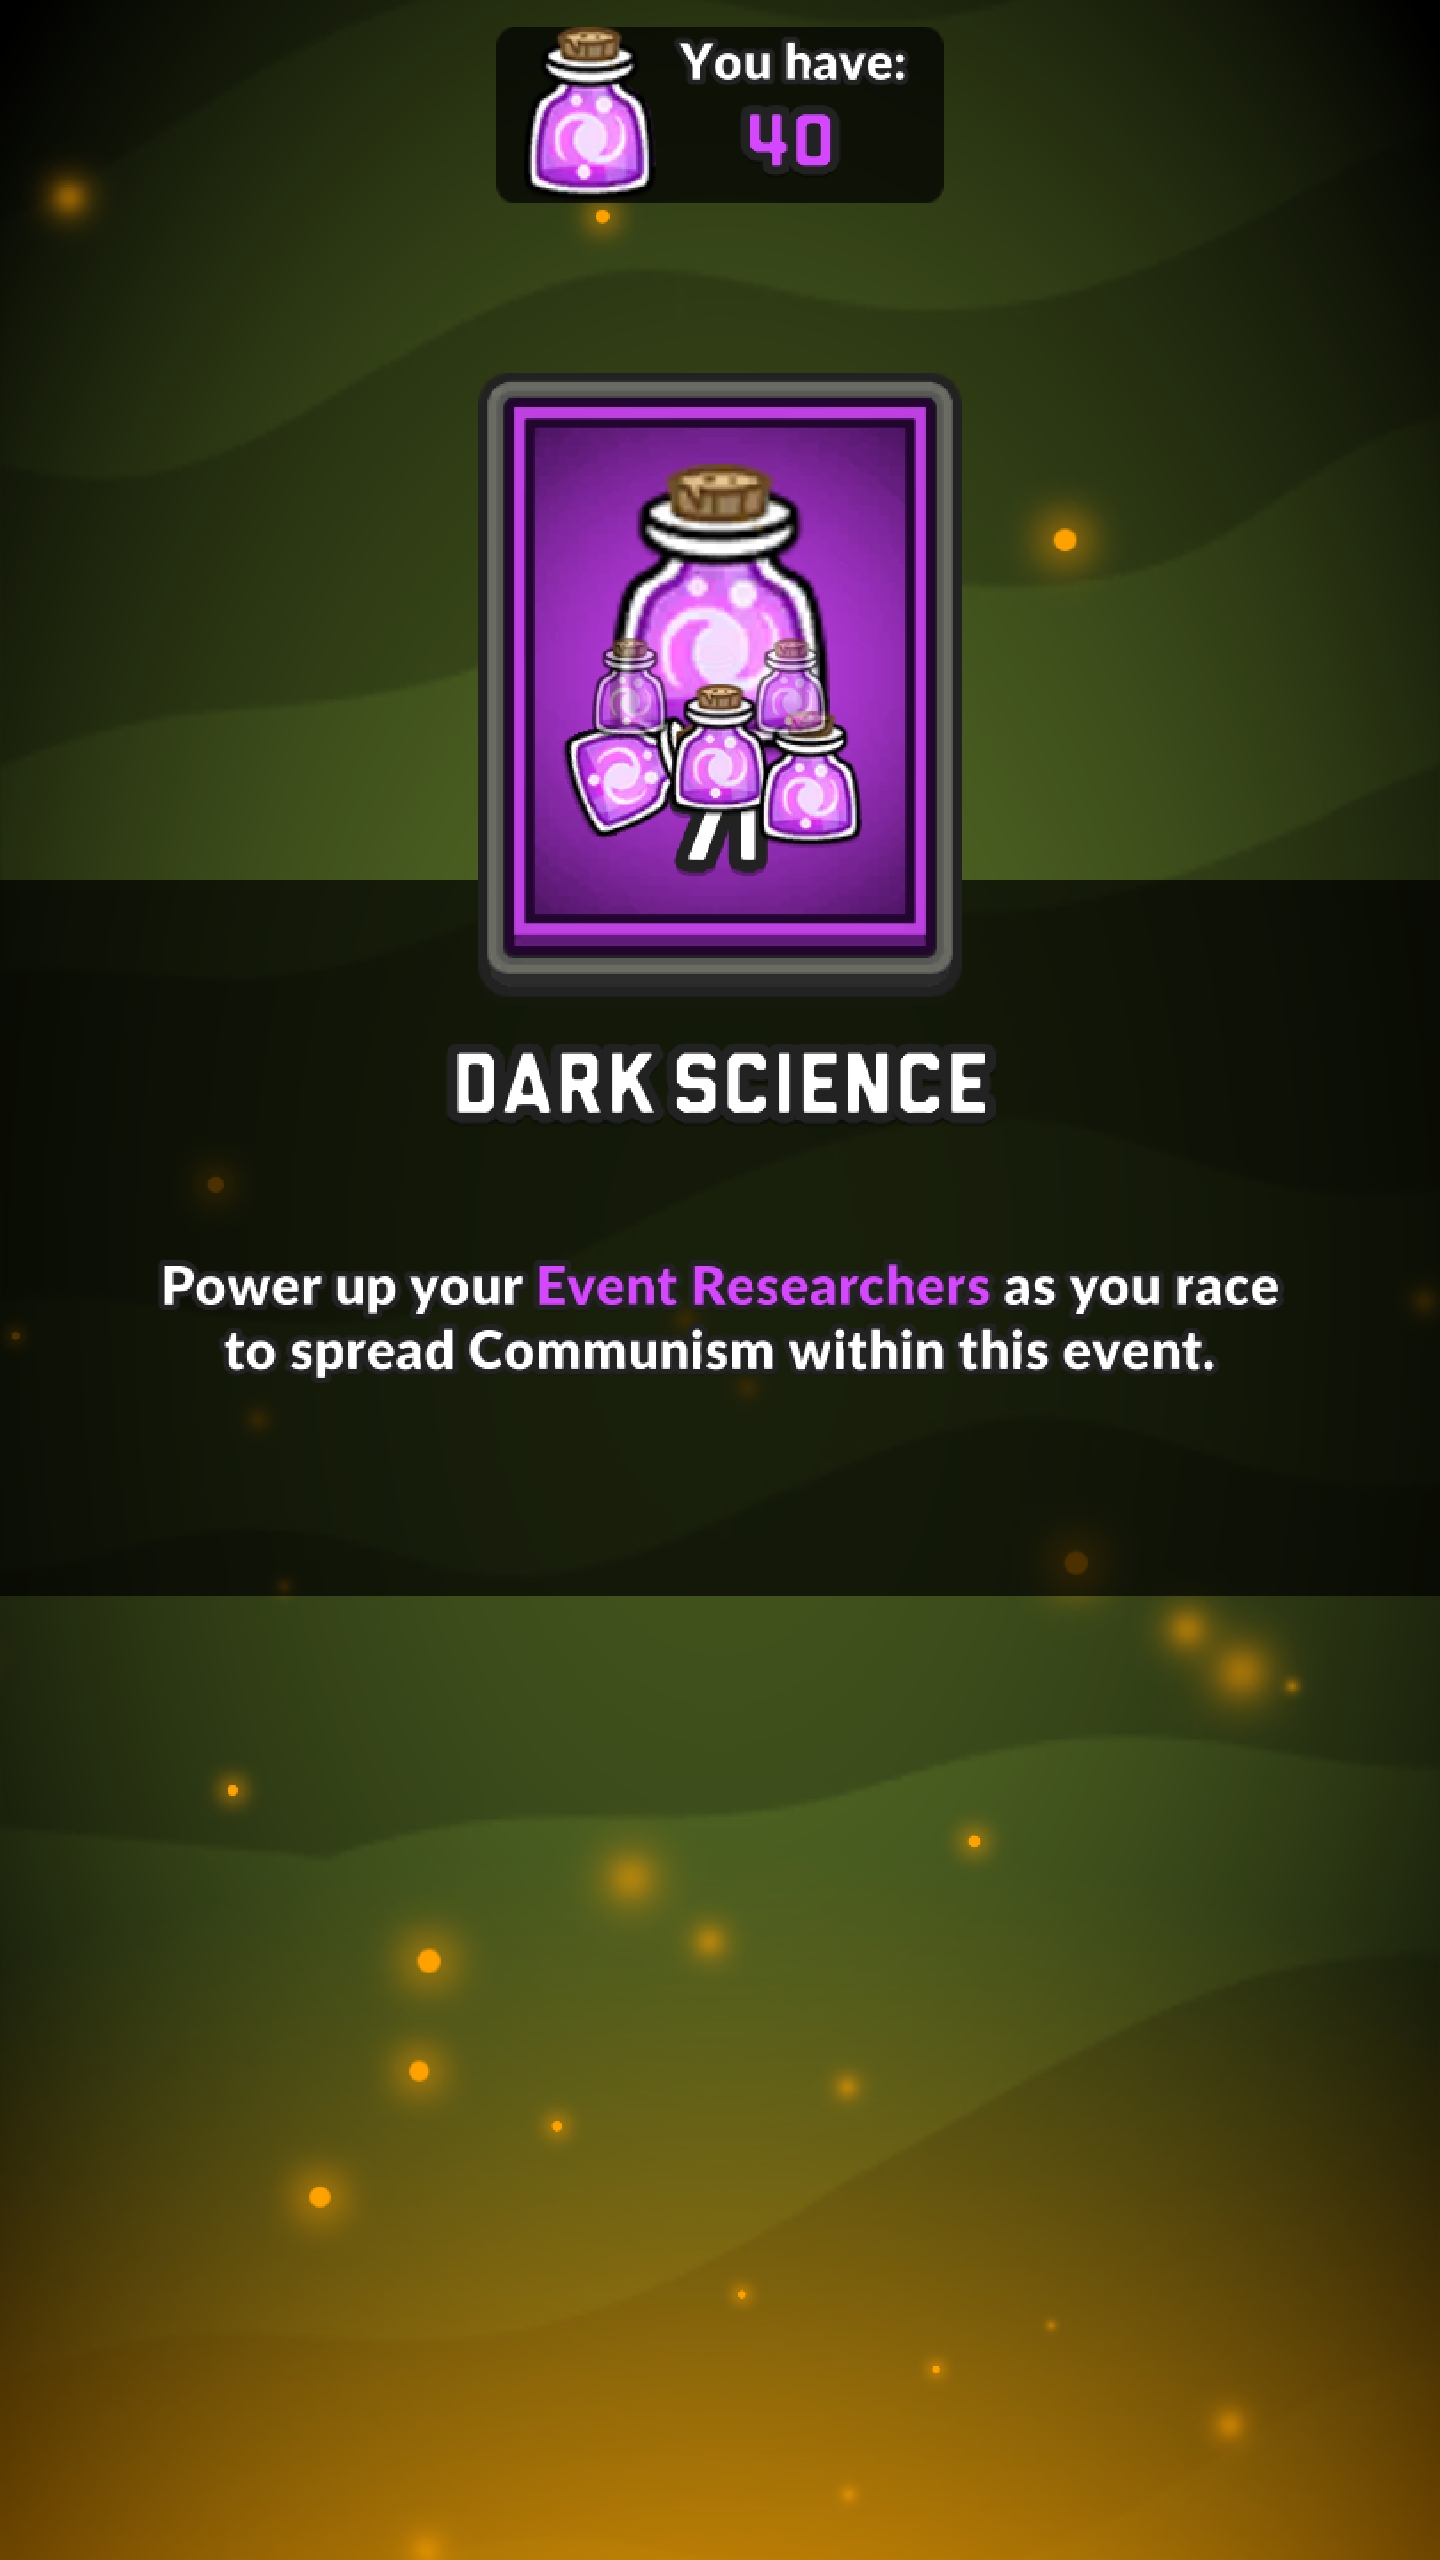 You have:
40
DARK SCIENCE
Power up your Event Researchers as you race
to spread Communism within this event.